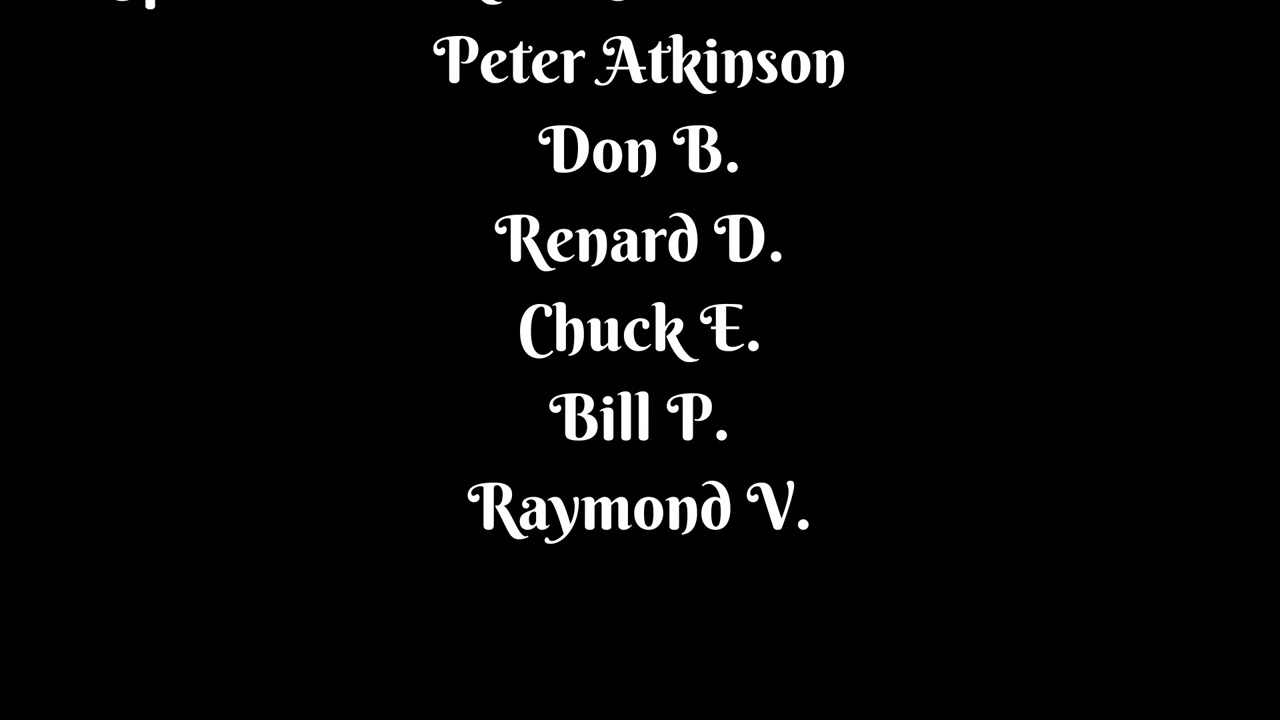 Peter Atkinson
Don B.
Renard D.
Chuck E.
Bill P.
Raymond V.